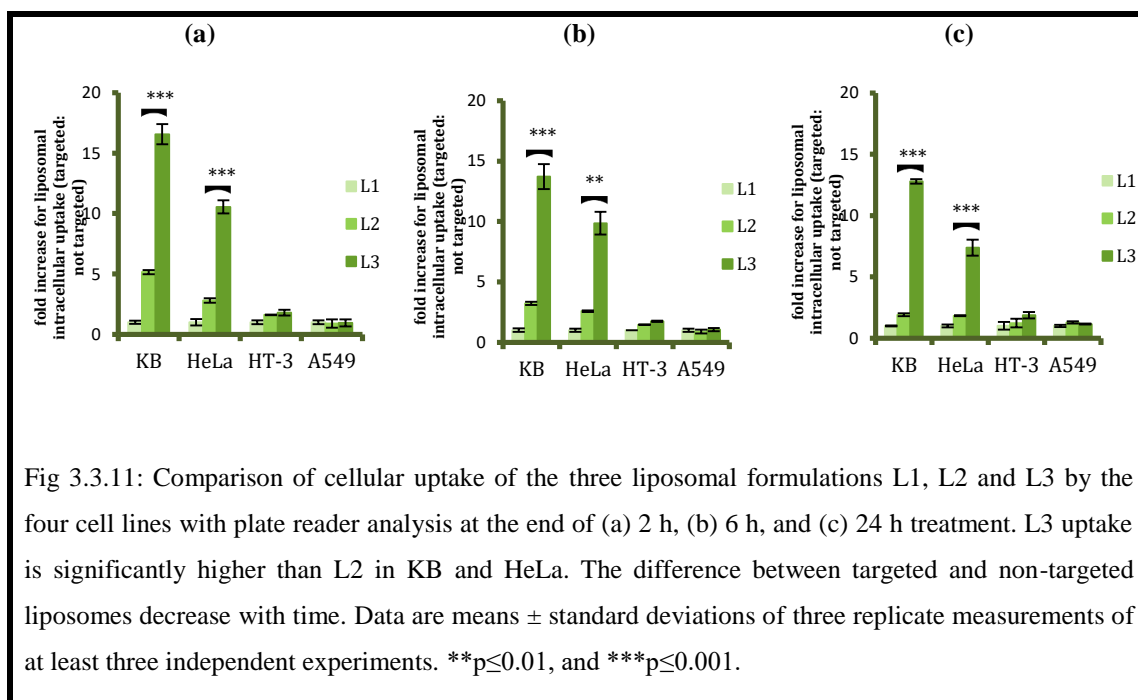 (a)
(b)
(c)
fold increase for liposomal
intracellular uptake (targeted:
not targeted)
20
15
10
5
0
***
***
KB HeLa HT-3 A549
L1
L2
L3
fold increase for liposomal
intracellular uptake (targeted:
not targeted)
20
15
10
5
0
***
**
KB HeLa HT-3 A549
L1
L2
L3
fold increase for liposomal
intracellular uptake (targeted:
not targeted)
20
15
10
5
0
***
***
KB HeLa HT-3 A549
L1
L2
L3
Fig 3.3.11: Comparison of cellular uptake of the three liposomal formulations L1, L2 and L3 by the
four cell lines with plate reader analysis at the end of (a) 2 h, (b) 6 h, and (c) 24 h treatment. L3 uptake
is significantly higher than L2 in KB and HeLa. The difference between targeted and non-targeted
liposomes decrease with time. Data are means ± standard deviations of three replicate measurements of
at least three independent experiments. **p≤0.01, and ***p≤0.001.